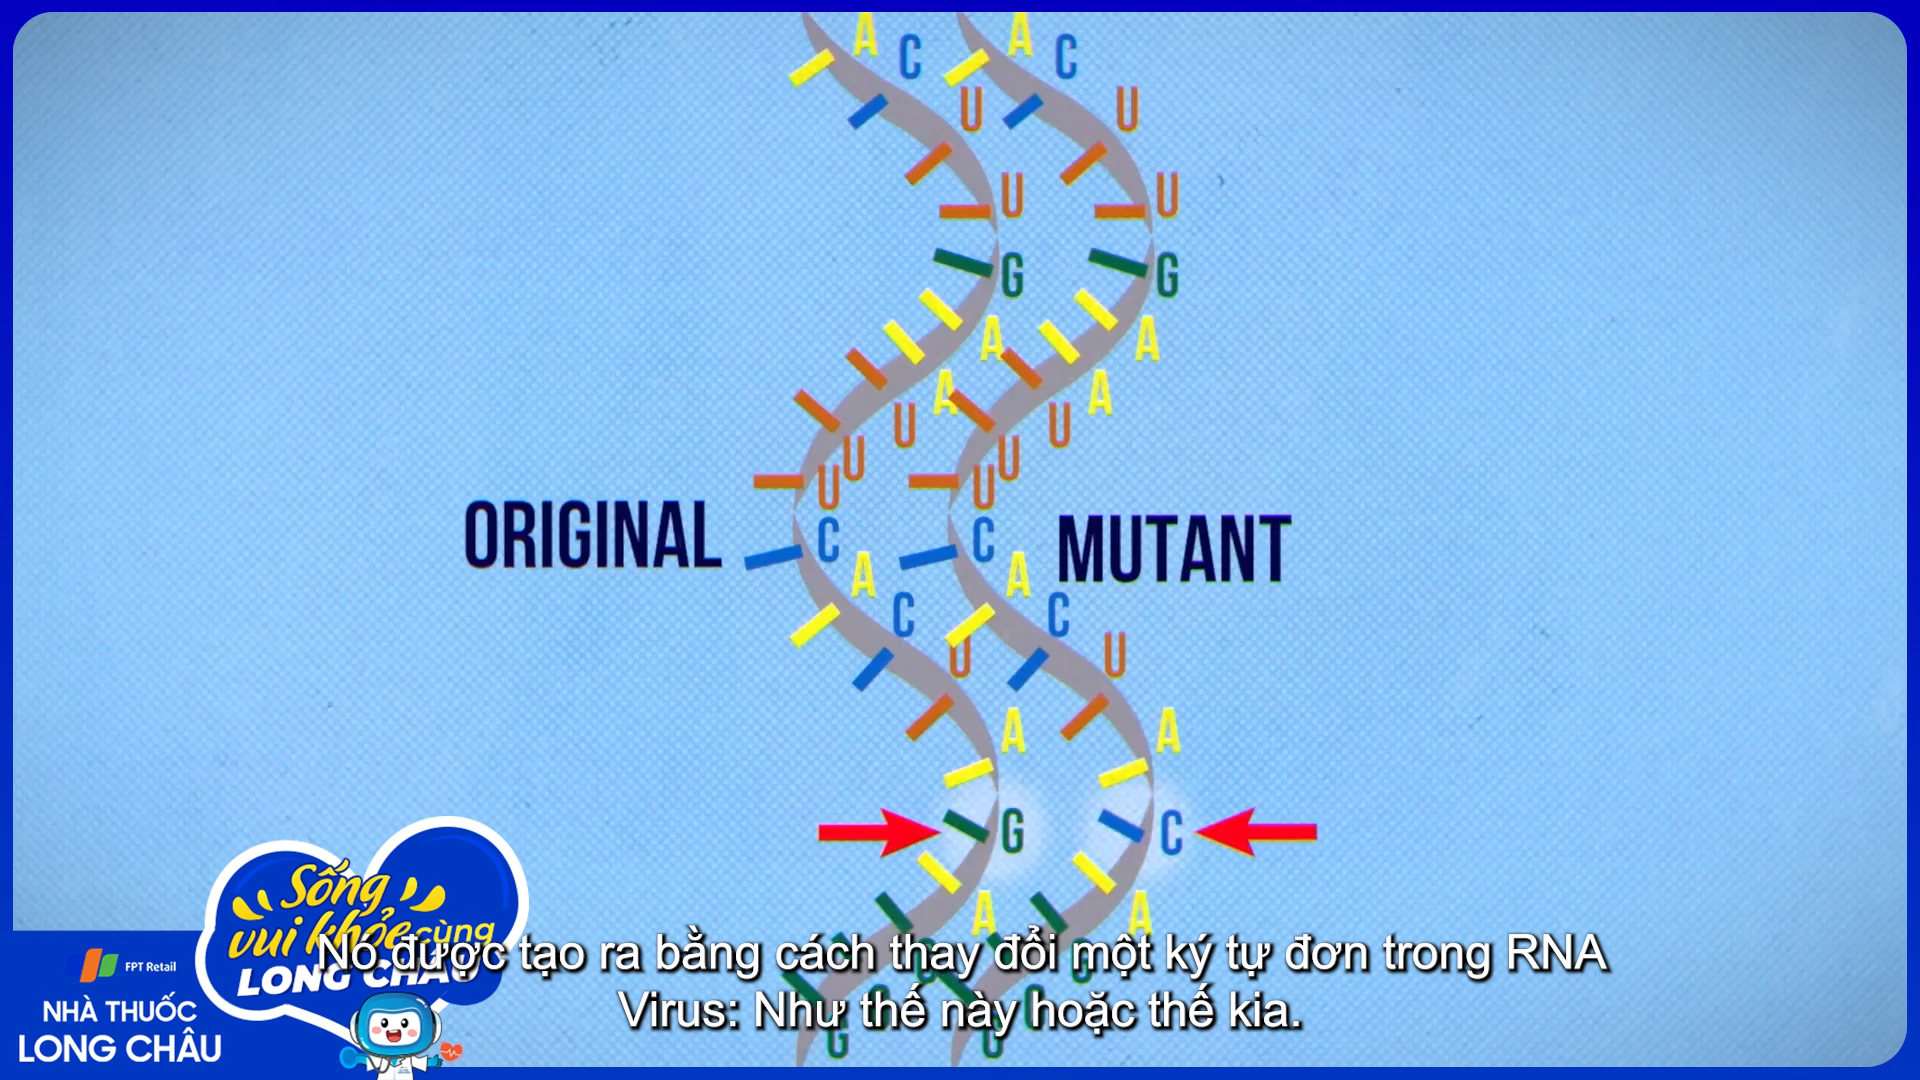 A
C
U
U
G
A
A
U
U
U
C
A
C
U
A
G
A
A
C
U
U
G
A
A
U
U
U
C
A
C
U
A
C
A
ORIGINAL
MUTANT
Sống
vui khỏe cùng
LONG CHÂU
FPT Retail
NHÀ THUỐC
LONG CHÂU
Nó được tạo ra bằng cách thay đổi một ký tự đơn trong RNA
Virus: Như thế này hoặc thế kia.
G
G